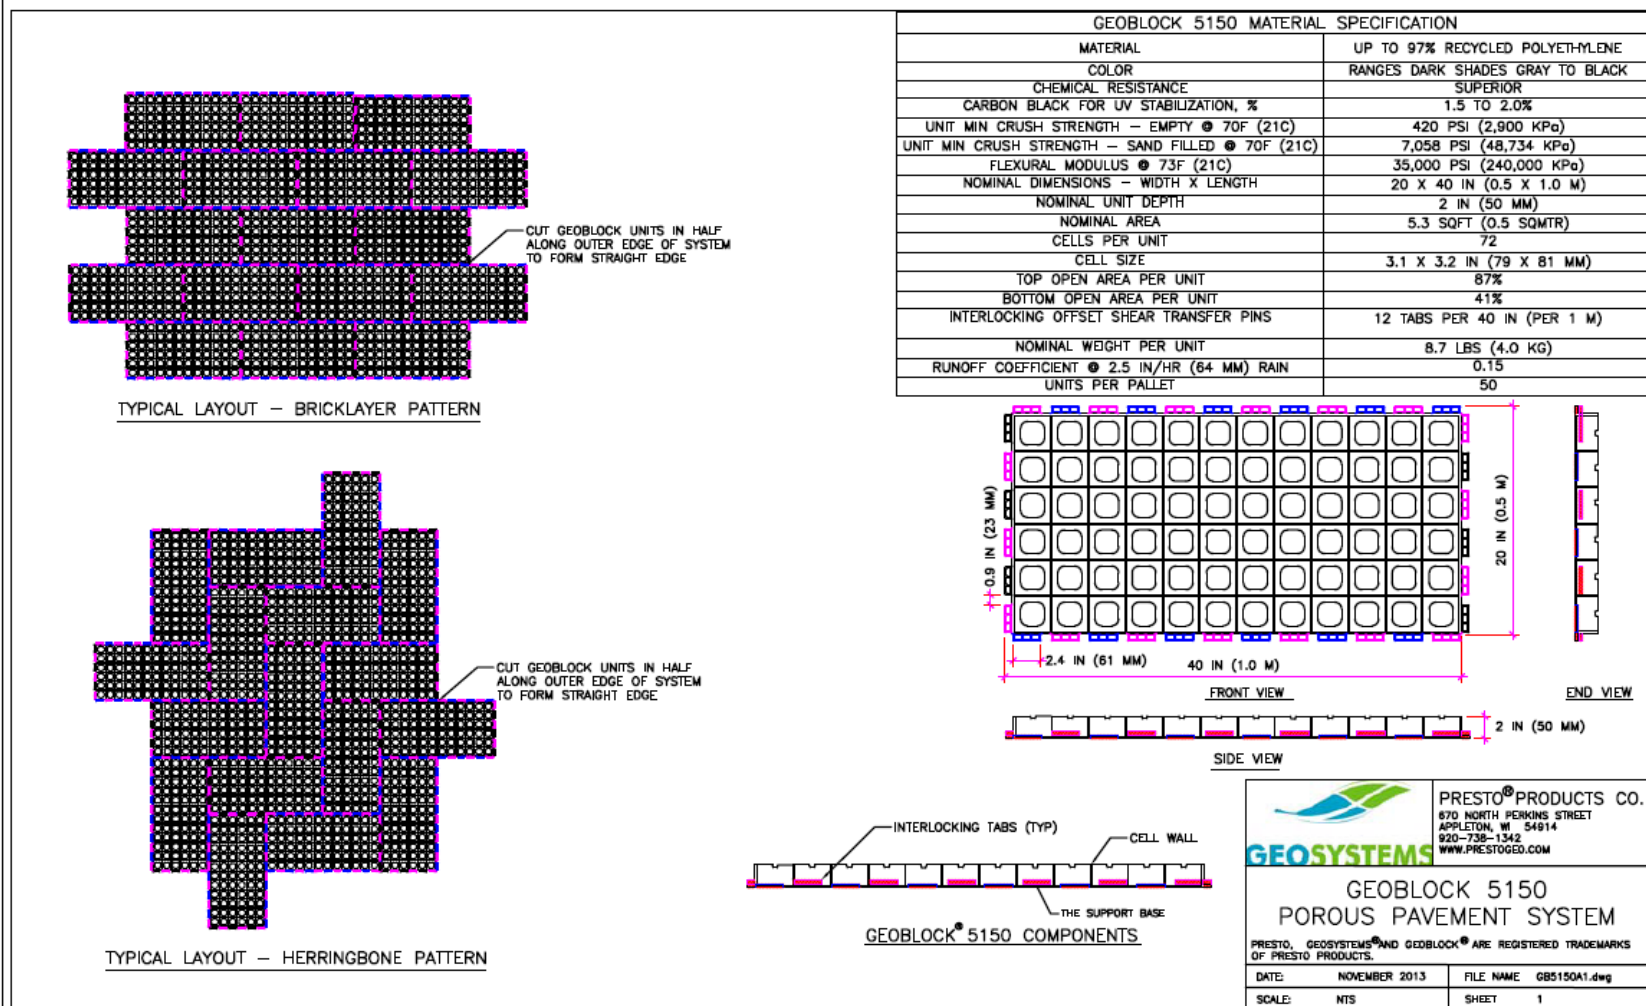 GEOBLOCK 5150 MATERIAL SPECIFICATION
MATERIAL UP TO 97% RECYCLED POLYETHYLENE
COLOR RANGES DARK SHADES GRAY TO BLACK
CHEMICAL RESISTANCE SUPERIOR
CARBON BLACK FOR UV STABILIZATION, % 1.5 TO 2.0%
UNIT MIN CRUSH STRENGTH – EMPTY @ 70F (21C) 420 PSI (2,900 KPa)
UNIT MIN CRUSH STRENGTH – SAND FILLED @ 70F (21C) 7,058 PSI (48,734 KPa)
FLEXURAL MODULUS @ 73F (21C) 35,000 PSI (240,000 KPa)
NOMINAL DIMENSIONS – WIDTH X LENGTH 20 X 40 IN (0.5 X 1.0 M)
NOMINAL UNIT DEPTH 2 IN (50 MM)
NOMINAL AREA 5.3 SQFT (0.5 SQMTR)
CELLS PER UNIT 72
CELL SIZE 3.1 X 3.2 IN (79 X 81 MM)
TOP OPEN AREA PER UNIT 87%
BOTTOM OPEN AREA PER UNIT 41%
INTERLOCKING OFFSET SHEAR TRANSFER PINS 12 TABS PER 40 IN (PER 1 M)
NOMINAL WEIGHT PER UNIT 8.7 LBS (4.0 KG)
RUNOFF COEFFICIENT @ 2.5 IN/HR (64 MM) RAIN 0.15
UNITS PER PALLET 50
CUT GEOBLOCK UNITS IN HALF
ALONG OUTER EDGE OF SYSTEM
TO FORM STRAIGHT EDGE
TYPICAL LAYOUT – BRICKLAYER PATTERN
CUT GEOBLOCK UNITS IN HALF
ALONG OUTER EDGE OF SYSTEM
TO FORM STRAIGHT EDGE
TYPICAL LAYOUT – HERRINGBONE PATTERN
0.9 IN (23 MM)
20 IN (0.5 M)
2.4 IN (61 MM)
40 IN (1.0 M)
FRONT VIEW
END VIEW
2 IN (50 MM)
SIDE VIEW
INTERLOCKING TABS (TYP)
CELL WALL
THE SUPPORT BASE
GEOBLOCK® 5150 COMPONENTS
GEOSYSTEMS
PRESTO® PRODUCTS CO.
670 NORTH PERKINS STREET
APPLETON, WI 54914
920-738-1342
WWW.PRESTOGEO.COM
GEOBLOCK 5150
POROUS PAVEMENT SYSTEM
PRESTO, GEOSYSTEMS® AND GEOBLOCK® ARE REGISTERED TRADEMARKS
OF PRESTO PRODUCTS.
DATE: NOVEMBER 2013 FILE NAME GB5150A1.dwg
SCALE: NTS SHEET 1